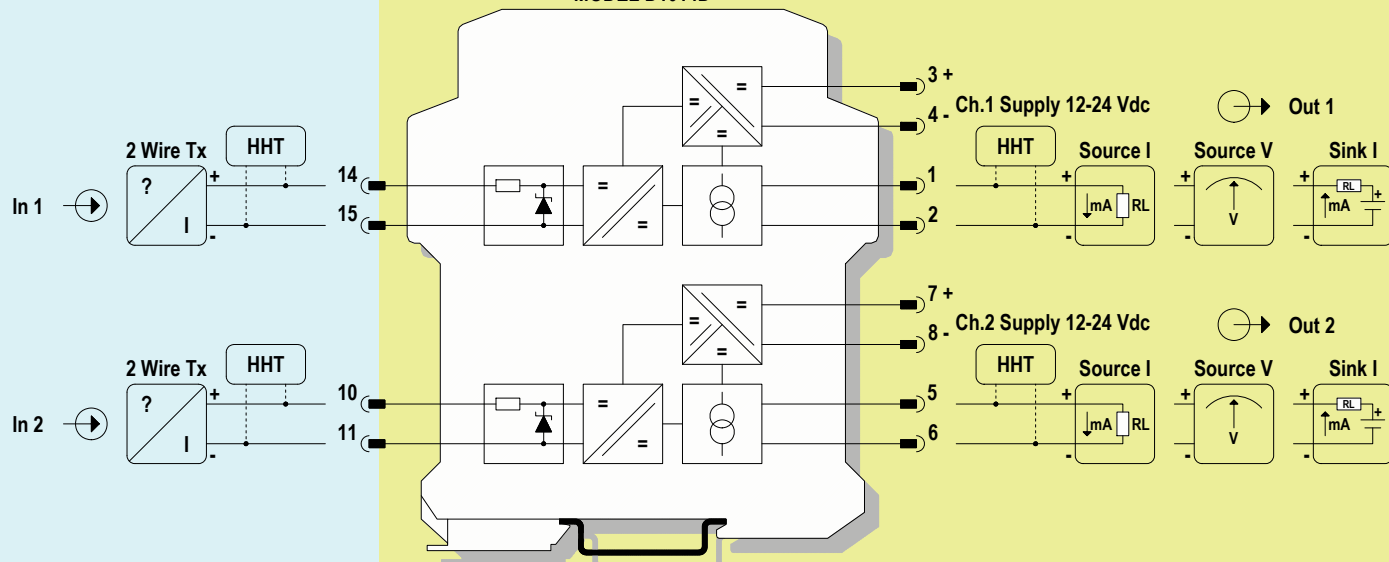 3 +
Ch.1 Supply 12-24 Vdc
Out 1
4 -
2 Wire Tx
HHT
14
1
HHT
Source I
Source V
Sink I
In 1
?
I
+
-
15
2
+
mA
RL
-
+
V
-
+
RL
+
mA
-
=
=
=
=
=
7 +
Ch.2 Supply 12-24 Vdc
Out 2
8 -
2 Wire Tx
HHT
10
5
HHT
Source I
Source V
Sink I
In 2
?
I
+
-
11
6
+
mA
RL
-
+
V
-
+
RL
+
mA
-
=
=
=
=
=